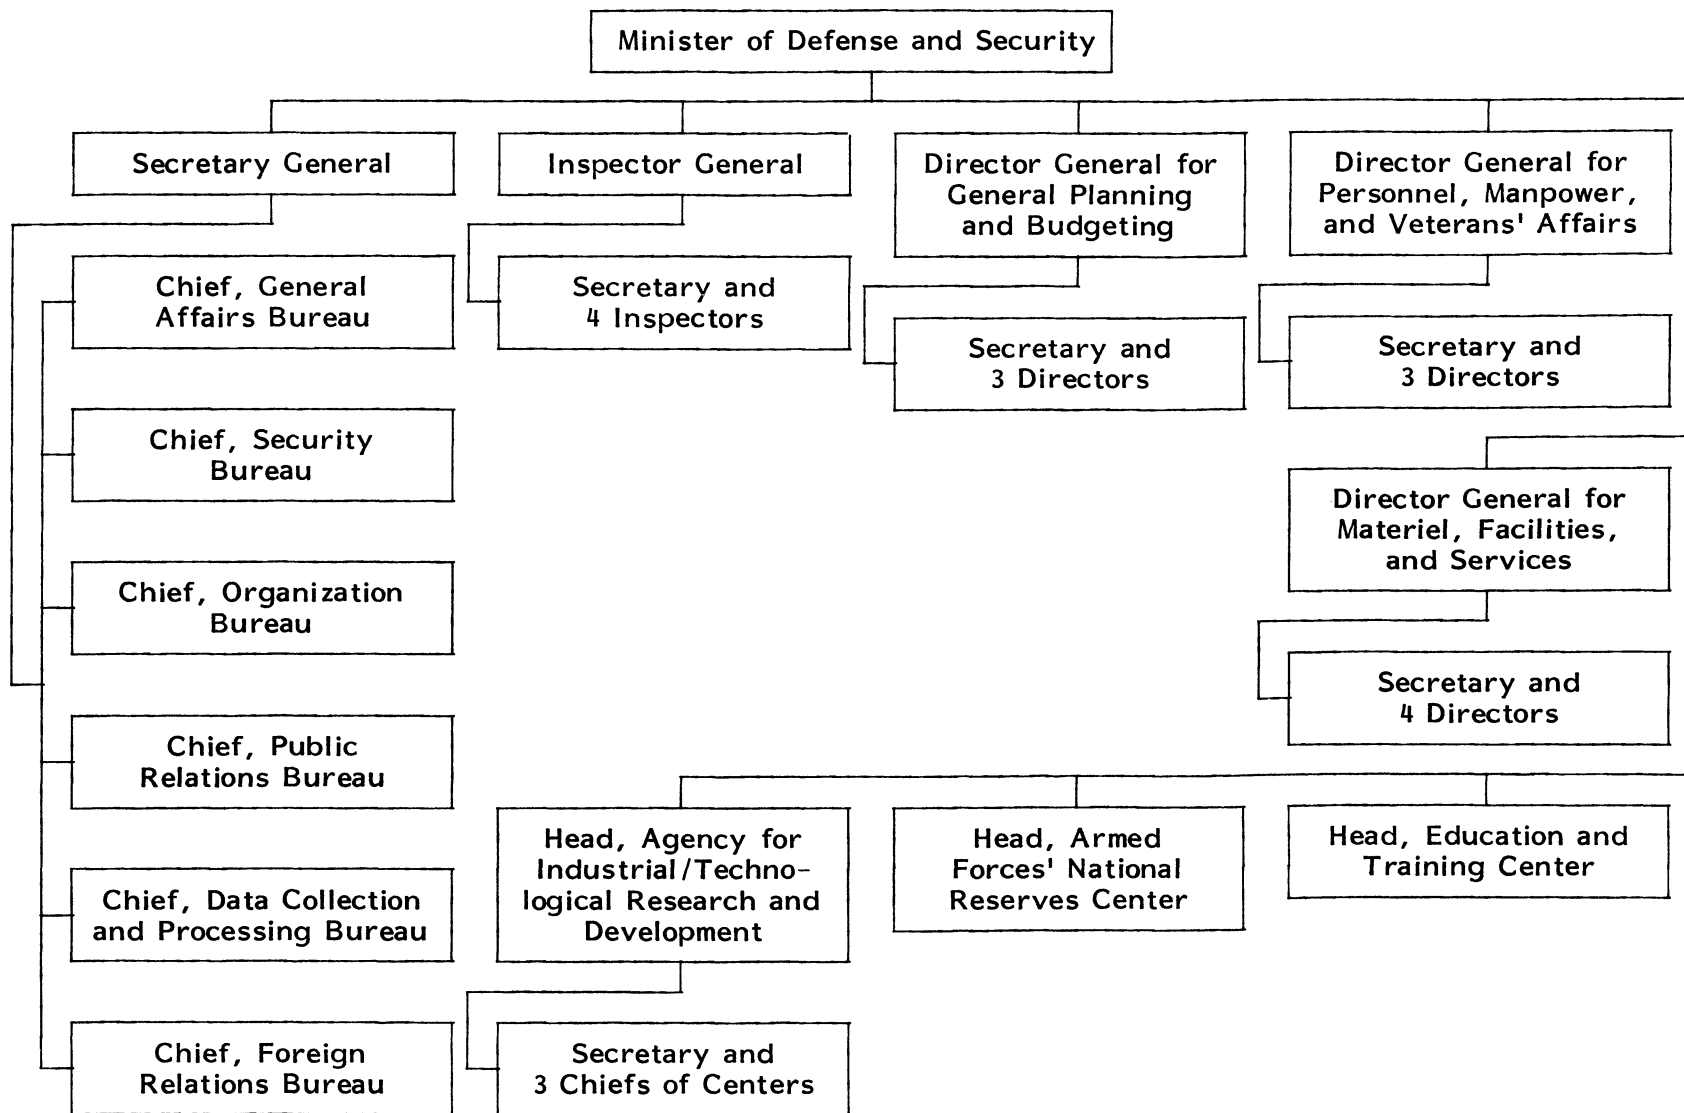 Minister of Defense and Security
Secretary General
Inspector General
Director General for
General Planning
and Budgeting
Director General for
Personnel, Manpower,
and Veterans' Affairs
Chief, General
Affairs Bureau
Secretary and
4 Inspectors
Secretary and
3 Directors
Secretary and
3 Directors
Chief, Security
Bureau
Director General for
Materiel, Facilities,
and Services
Chief, Organization
Bureau
Secretary and
4 Directors
Chief, Public
Relations Bureau
Head, Agency for
Industrial/Techno-
logical Research and
Development
Head, Armed
Forces' National
Reserves Center
Head, Education and
Training Center
Chief, Data Collection
and Processing Bureau
Chief, Foreign
Relations Bureau
Secretary and
3 Chiefs of Centers